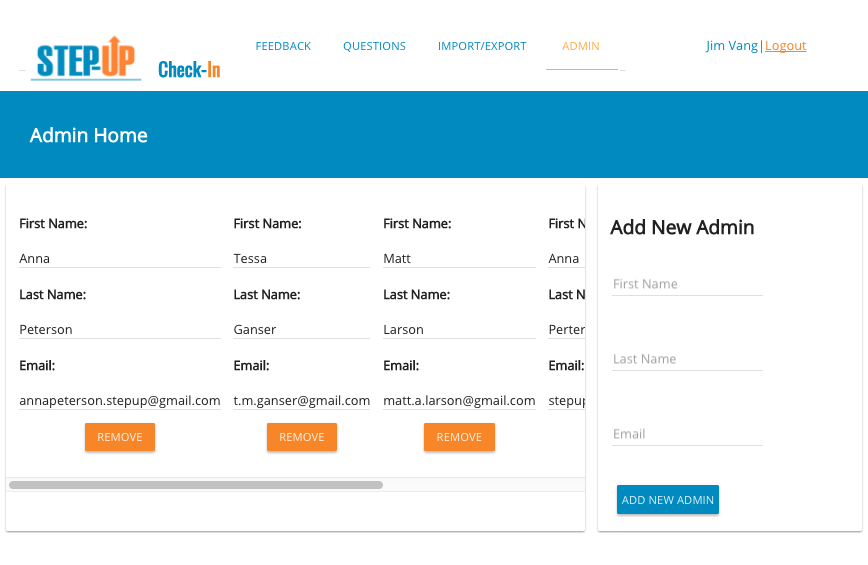 STEP-UP Check-In FEEDBACK QUESTIONS IMPORT/EXPORT ADMIN Jim Vang|Logout
Admin Home
First Name: First Name: First Name: First N
Anna Tessa Matt Anna
Last Name: Last Name: Last Name: Last N
Peterson Ganser Larson Perter
Email: Email: Email: Email:
annapeterson.stepup@gmail.com t.m.ganser@gmail.com matt.a.larson@gmail.com stepup
REMOVE REMOVE REMOVE
Add New Admin
First Name
Last Name
Email
ADD NEW ADMIN